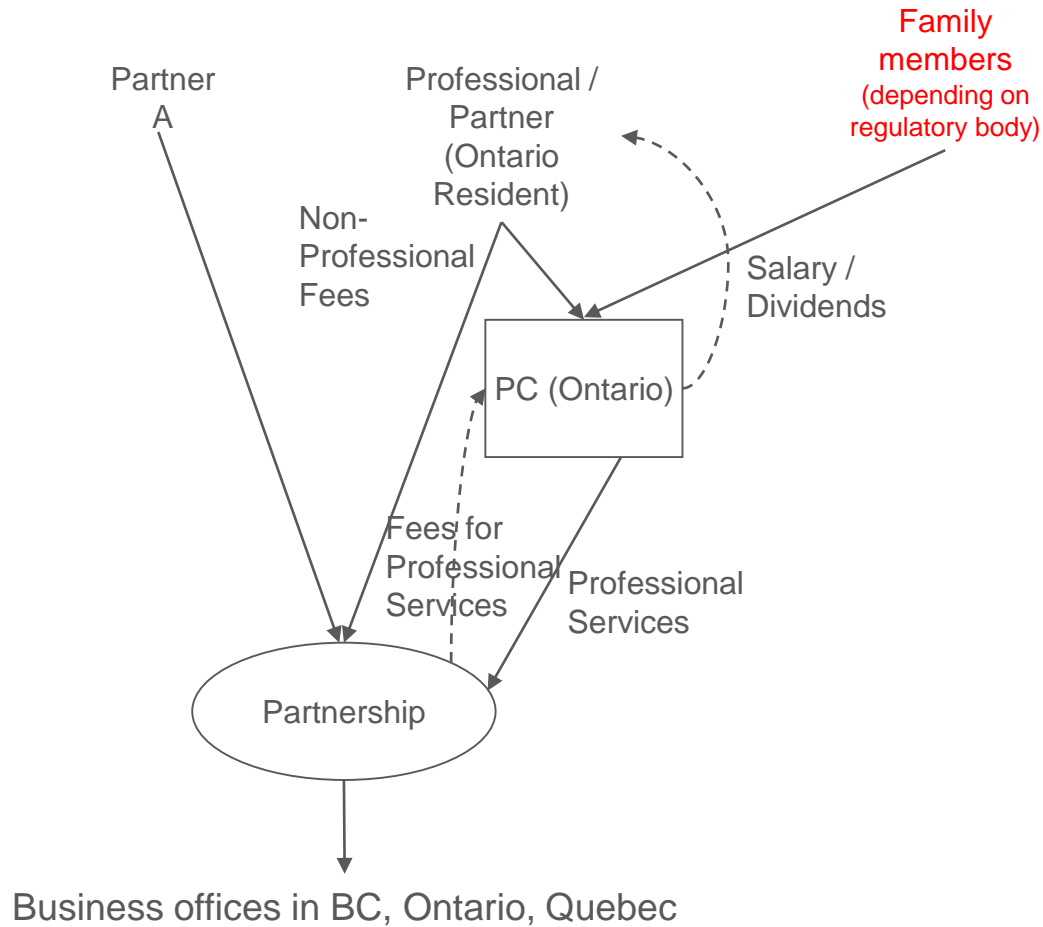 Family
members
(depending on
regulatory body)
Partner
A
Professional /
Partner
(Ontario
Resident)
Non-
Professional
Fees
Salary /
Dividends
PC (Ontario)
Fees for
Professional
Services
Professional
Services
Partnership
Business offices in BC, Ontario, Quebec